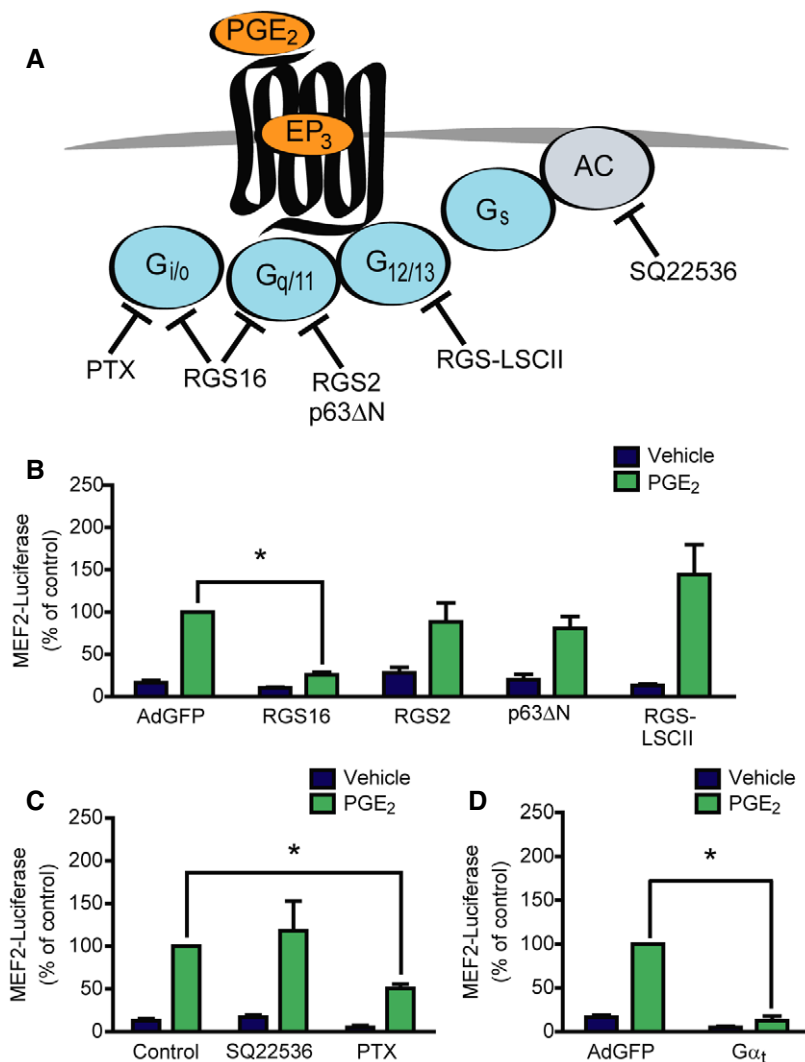 A
PGE2
EP3
AC
Gs
Gi/o
Gq/11
G12/13
SQ22536
PTX
RGS16
RGS2
p63ΔN
RGS-LSCII
B
Vehicle
PGE2
MEF2-Luciferase
(% of control)
250
200
150
100
50
0
*
AdGFP
RGS16
RGS2
p63ΔN
RGS-
LSCII
C
Vehicle
PGE2
MEF2-Luciferase
(% of control)
250
200
150
100
50
0
*
Control
SQ22536
PTX
D
Vehicle
PGE2
MEF2-Luciferase
(% of control)
250
200
150
100
50
0
*
AdGFP
Gαt